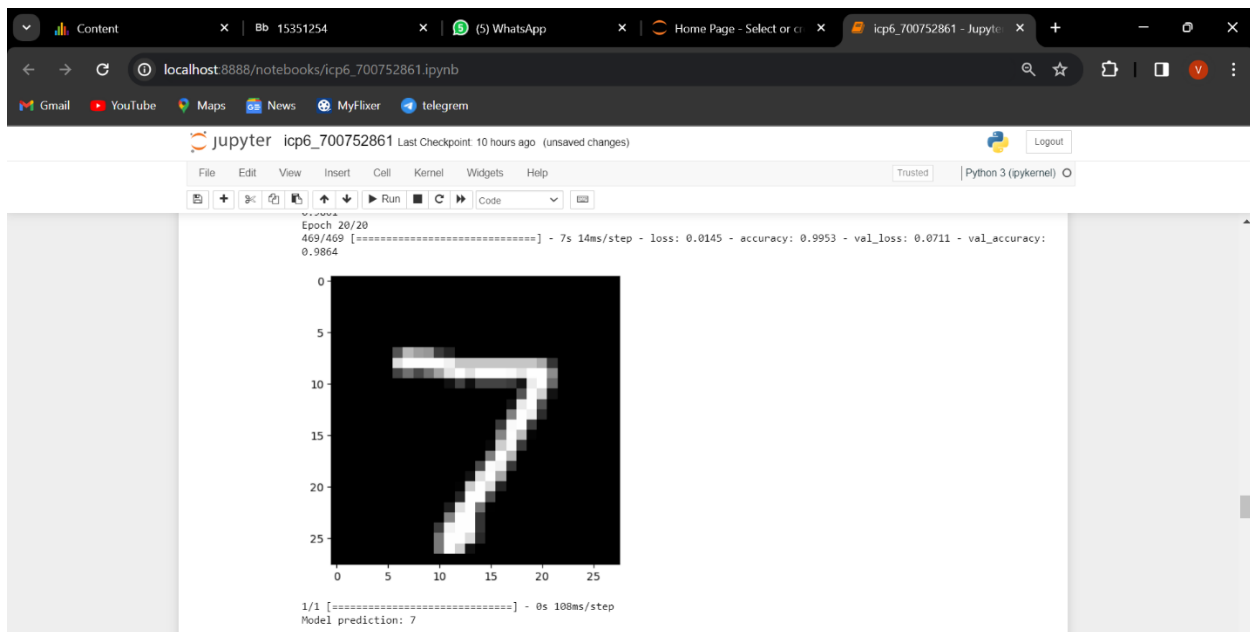 Content
Bb 15351254
(5) WhatsApp
Home Page - Select or cr
icp6_700752861 - Jupyte
localhost:8888/notebooks/icp6_700752861.ipynb
V
Gmail
YouTube
Maps
News
MyFlixer
telegrem
jupyter icp6_700752861 Last Checkpoint: 10 hours ago (unsaved changes)
Logout
File Edit View Insert Cell Kernel Widgets Help
Trusted
Python 3 (ipykernel)
Run
Code
Epoch 20/20
469/469 [==============================] - 7s 14ms/step - loss: 0.0145 - accuracy: 0.9953 - val_loss: 0.0711 - val_accuracy:
0.9864
0
5
10
15
20
25
7
0 5 10 15 20 25
1/1 [==============================] - 0s 108ms/step
Model prediction: 7